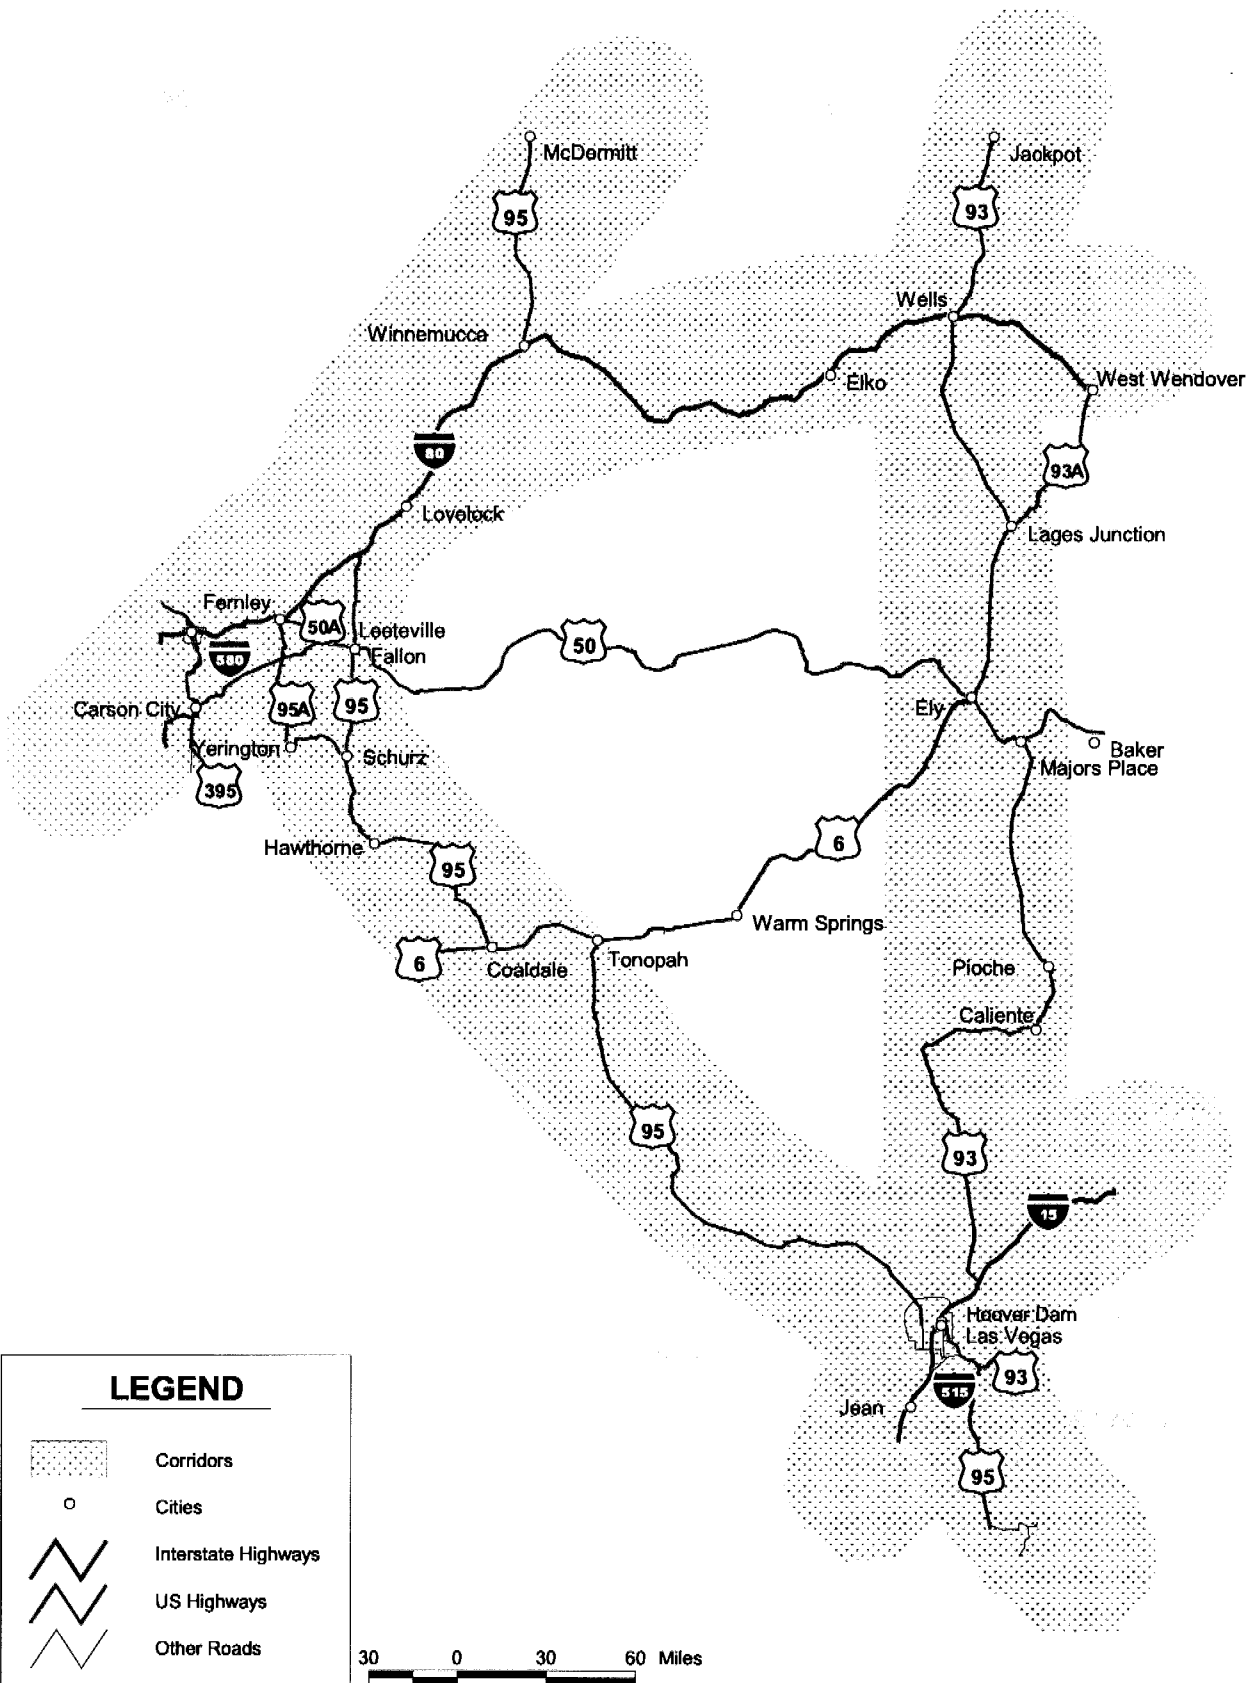 McDermitt
Jackpot
95
93
Wells
Winnemucca
Elko
West Wendover
80
93A
Lovelock
Lages Junction
Fernley
50A
Leeteville
50
580
Fallon
Carson City
95A
95
Ely
Yerington
Schurz
Baker
Majors Place
395
6
Hawthorne
95
Warm Springs
6
Coaldale
Tonopah
Pioche
Caliente
95
93
15
Hoover Dam
Las Vegas
93
515
Jean
95
LEGEND
Corridors
Cities
Interstate Highways
US Highways
Other Roads
30 0 30 60 Miles